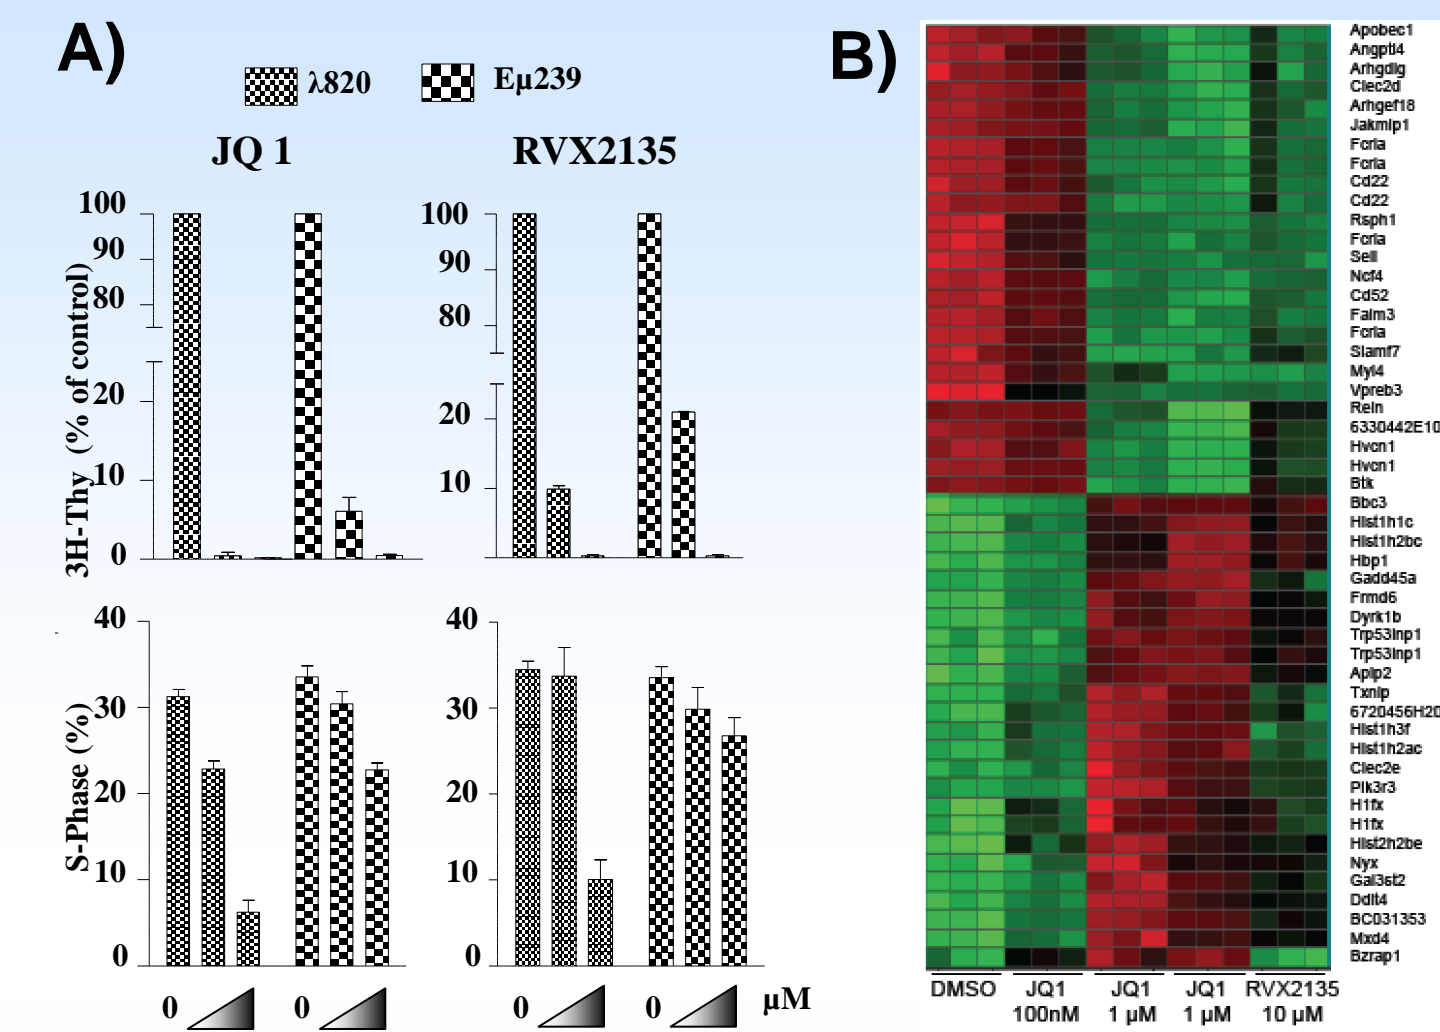 A)
λ820
Eµ239
JQ 1
RVX2135
3H-Thy (% of control)
100
90
80
20
10
0
100
90
80
20
10
S-Phase (%)
40
30
20
10
0
40
30
20
10
0
0
0
0
0
µM
B)
Apobec1
Angptl4
Arhgdig
Clec2d
Arhgef18
Jakmip1
Fcrla
Fcrla
Cd22
Cd22
Rsph1
Fcrla
Sell
Ncf4
Cd52
Faim3
Fcrla
Slamf7
Myl4
Vpreb3
Reln
6330442E10
Hvcn1
Hvcn1
Btk
Bbc3
Hist1h1c
Hist1h2bc
Hbp1
Gadd45a
Frmd6
Dyrk1b
Trp53inp1
Trp53inp1
Aplp2
Txnip
6720456H20
Hist1h3f
Hist1h2ac
Clec2e
Pik3r3
H1fx
H1fx
Hist2h2be
Nyx
Gal3st2
Ddit4
BC031353
Mxd4
Bzrap1
DMSO
JQ1
100nM
JQ1
1 µM
JQ1
1 µM
RVX2135
10 µM